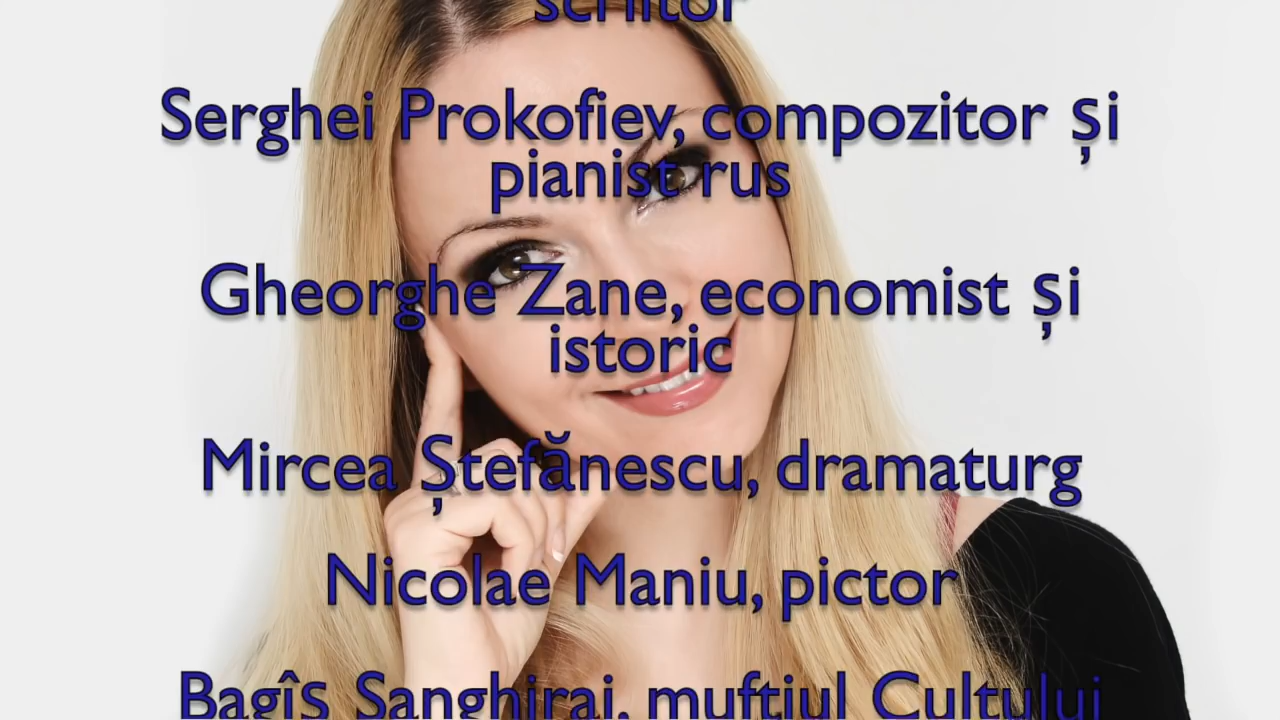 scriitor
Serghei Prokofiev, compozitor și
pianist rus
Gheorghe Zane, economist și
istoric
Mircea Ștefănescu, dramaturg
Nicolae Maniu, pictor
Bagîș Sanghirai, muftiul Cultului